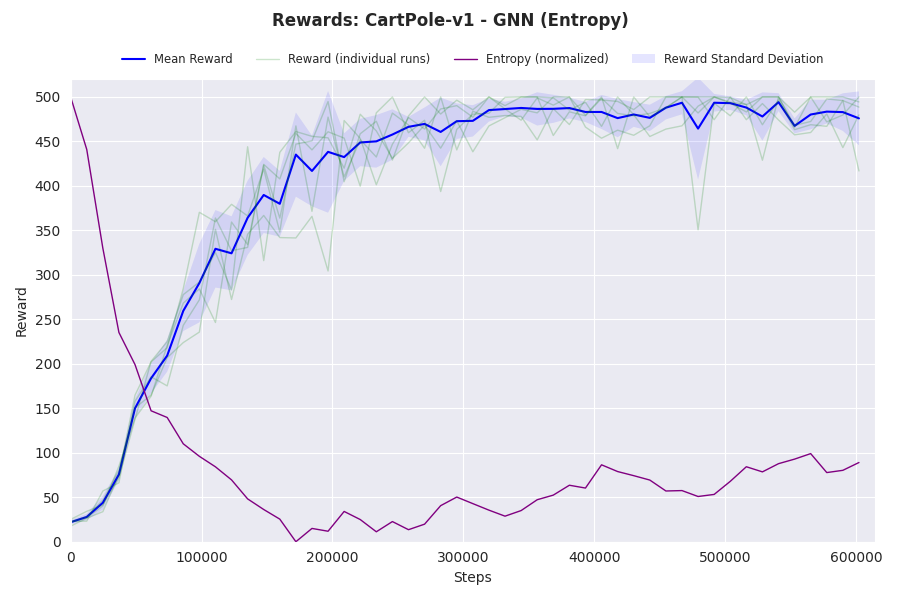 Rewards: CartPole-v1 - GNN (Entropy)
Mean Reward
Reward (individual runs)
Entropy (normalized)
Reward Standard Deviation
500
450
400
350
300
250
200
150
100
50
0
Reward
0
100000
200000
300000
400000
500000
600000
Steps